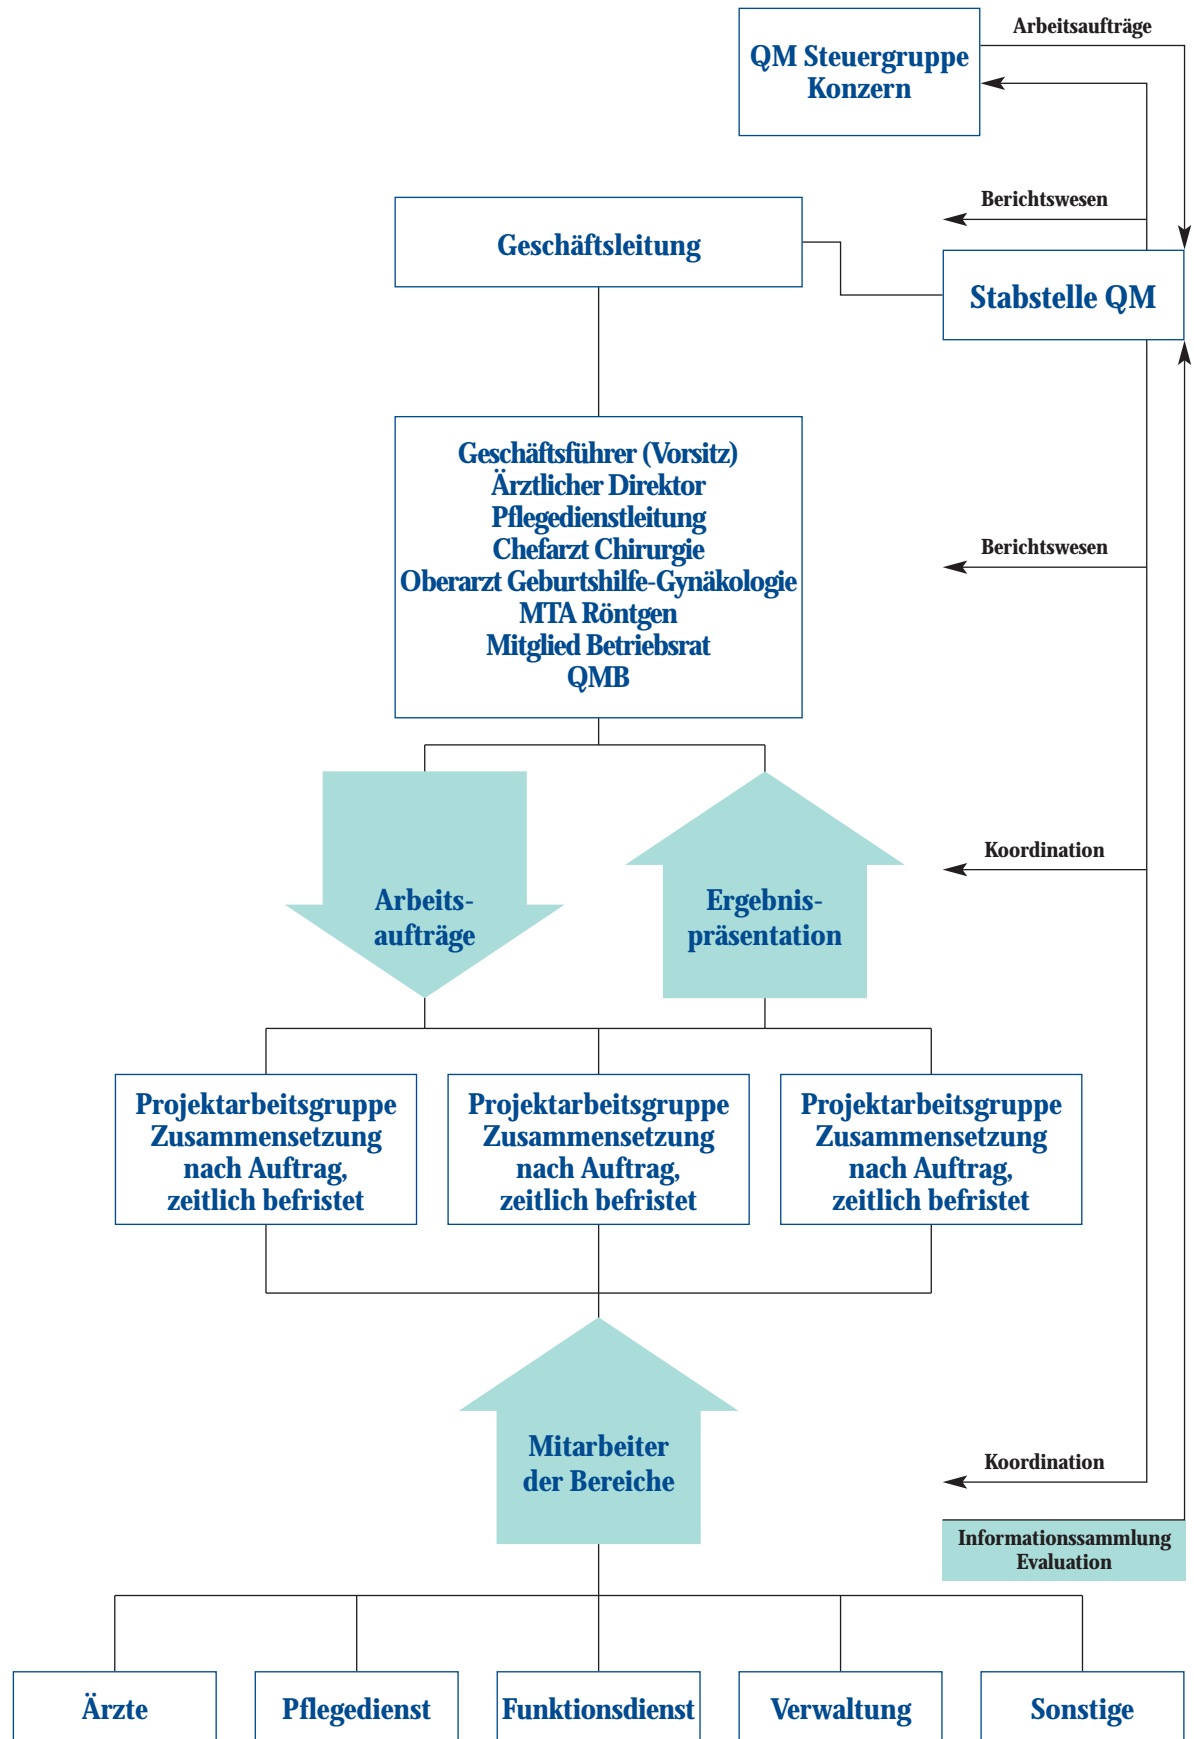 Arbeitsaufträge
QM Steuergruppe
Konzern
Berichtswesen
Geschäftsleitung
Stabstelle QM
Geschäftsführer (Vorsitz)
Ärztlicher Direktor
Pflegedienstleitung
Chefarzt Chirurgie
Oberarzt Geburtshilfe-Gynäkologie
MTA Röntgen
Mitglied Betriebsrat
QMB
Berichtswesen
Koordination
Arbeits-
aufträge
Ergebnis-
präsentation
Projektarbeitsgruppe
Zusammensetzung
nach Auftrag,
zeitlich befristet
Projektarbeitsgruppe
Zusammensetzung
nach Auftrag,
zeitlich befristet
Projektarbeitsgruppe
Zusammensetzung
nach Auftrag,
zeitlich befristet
Mitarbeiter
der Bereiche
Koordination
Informationssammlung
Evaluation
Ärzte
Pflegedienst
Funktionsdienst
Verwaltung
Sonstige